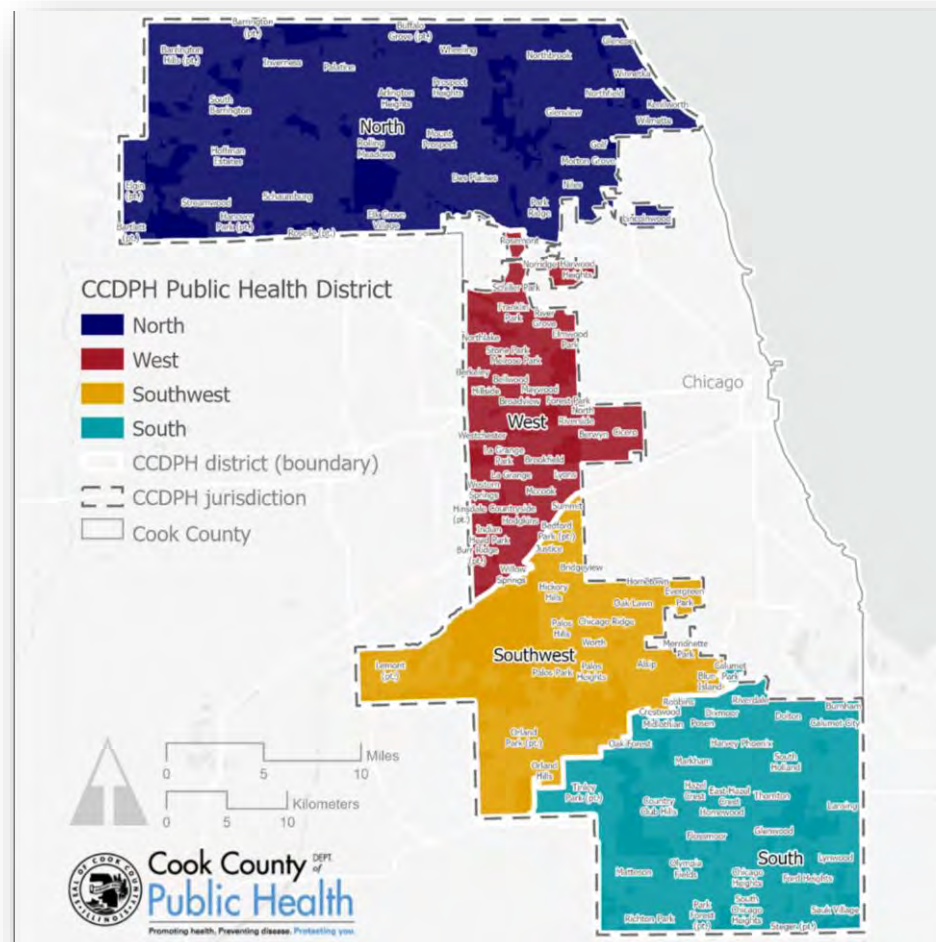 Barrington
(pt.)
Buffalo
Grove (pt.)
Barrington
Hills (pt.)
Inverness
Palatine
Wheeling
Northbrook
Glencoe
Winnetka
South
Barrington
Arlington
Heights
Prospect
Heights
Northfield
Kenilworth
Glenview
Wilmette
North
Rolling
Meadows
Mount
Prospect
Golf
Morton Grove
Hoffman
Estates
Des Plaines
Niles
Elgin
(pt.)
Streamwood
Schaumburg
Hanover
Park (pt.)
Elk Grove
Village
Park
Ridge
Lincolnwood
Bartlett
(pt.)
Roselle (pt.)
Rosemont
Norridge
Harwood
Heights
Schiller Park
CCDPH Public Health District
North
West
Southwest
South
CCDPH district (boundary)
CCDPH jurisdiction
Cook County
Franklin
Park
River
Grove
Elmwood
Park
Northlake
Stone Park
Melrose Park
Berkeley
Bellwood
Hillside
Maywood
Broadview
Forest Park
Chicago
West
North
Riverside
Westchester
Berwyn
Cicero
La Grange
Park
Brookfield
La Grange
Lyons
Western
Springs
Mccook
Hinsdale
(pt.)
Countryside
Summit
Hodgkins
Indian
Head Park
Bedford
Park (pt.)
Burr Ridge
(pt.)
Justice
Willow
Springs
Bridgeview
Hickory
Hills
Hometown
Evergreen
Park
Oak Lawn
Palos
Hills
Chicago Ridge
Worth
Merrionette
Park
Southwest
Lemont
(pt.)
Palos Park
Palos
Heights
Alsip
Blue
Island
Calumet
Park
Robbins
Riverdale
Crestwood
Midlothian
Dixmoor
Posen
Dolton
Burnham
Calumet City
Orland
Park (pt.)
Oak Forest
Harvey
Phoenix
Markham
South
Holland
Orland
Hills
Tinley
Park (pt.)
Hazel
Crest
East Hazel
Crest
Thornton
Country
Club Hills
Homewood
Lansing
Flossmoor
Glenwood
South
Lynwood
Matteson
Olympia
Fields
Chicago
Heights
Ford Heights
Richton Park
Park
Forest
(pt.)
South
Chicago
Heights
Sauk Village
Steger (pt.)
Miles
0 5 10
Kilometers
0 5 10
SEAL OF COOK COUNTY
ILLINOIS
Cook County DEPT. of
Public Health
Promoting health. Preventing disease. Protecting you.